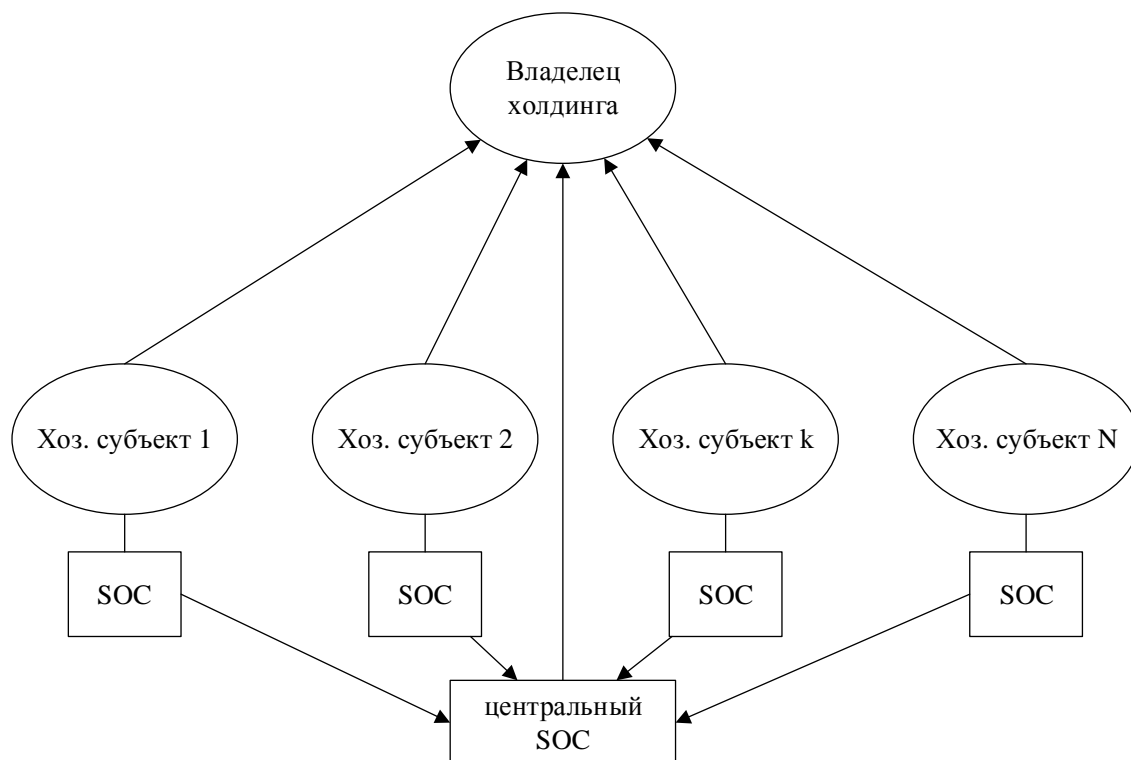 Владелец
холдинга
Хоз. субъект 1
Хоз. субъект 2
Хоз. субъект k
Хоз. субъект N
SOC
SOC
SOC
SOC
центральный
SOC